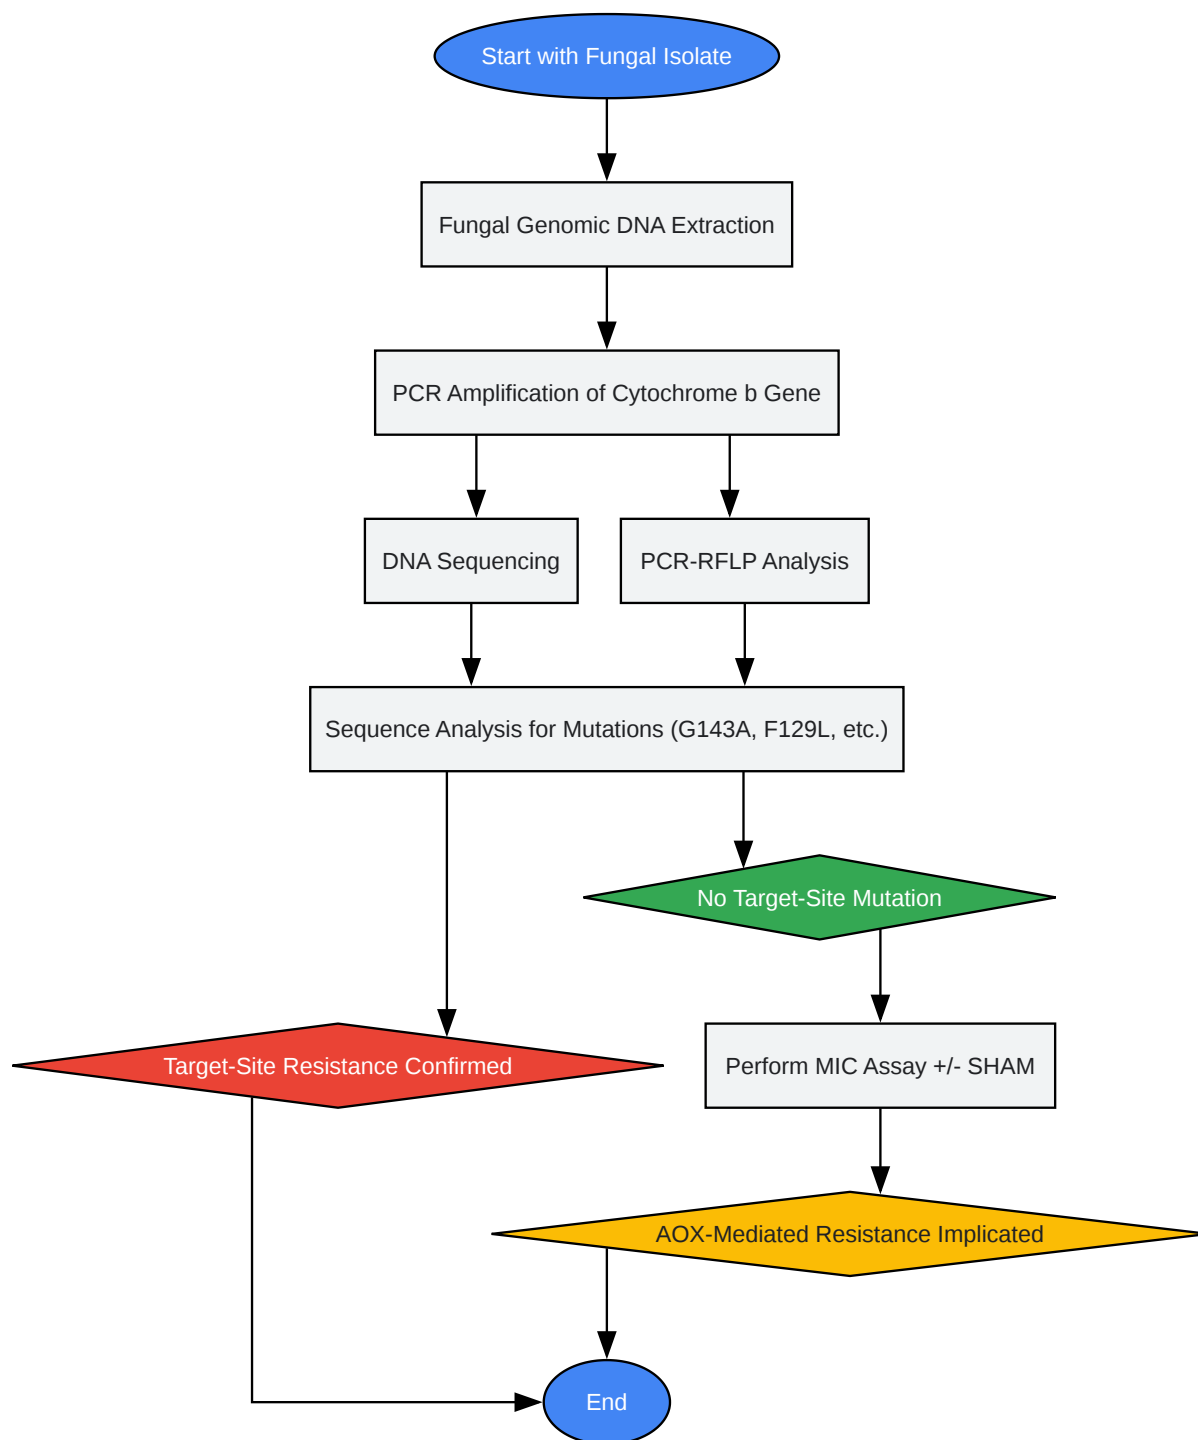 Start with Fungal Isolate
Fungal Genomic DNA Extraction
PCR Amplification of Cytochrome b Gene
DNA Sequencing
PCR-RFLP Analysis
Sequence Analysis for Mutations (G143A, F129L, etc.)
No Target-Site Mutation
Target-Site Resistance Confirmed
Perform MIC Assay +/- SHAM
AOX-Mediated Resistance Implicated
End